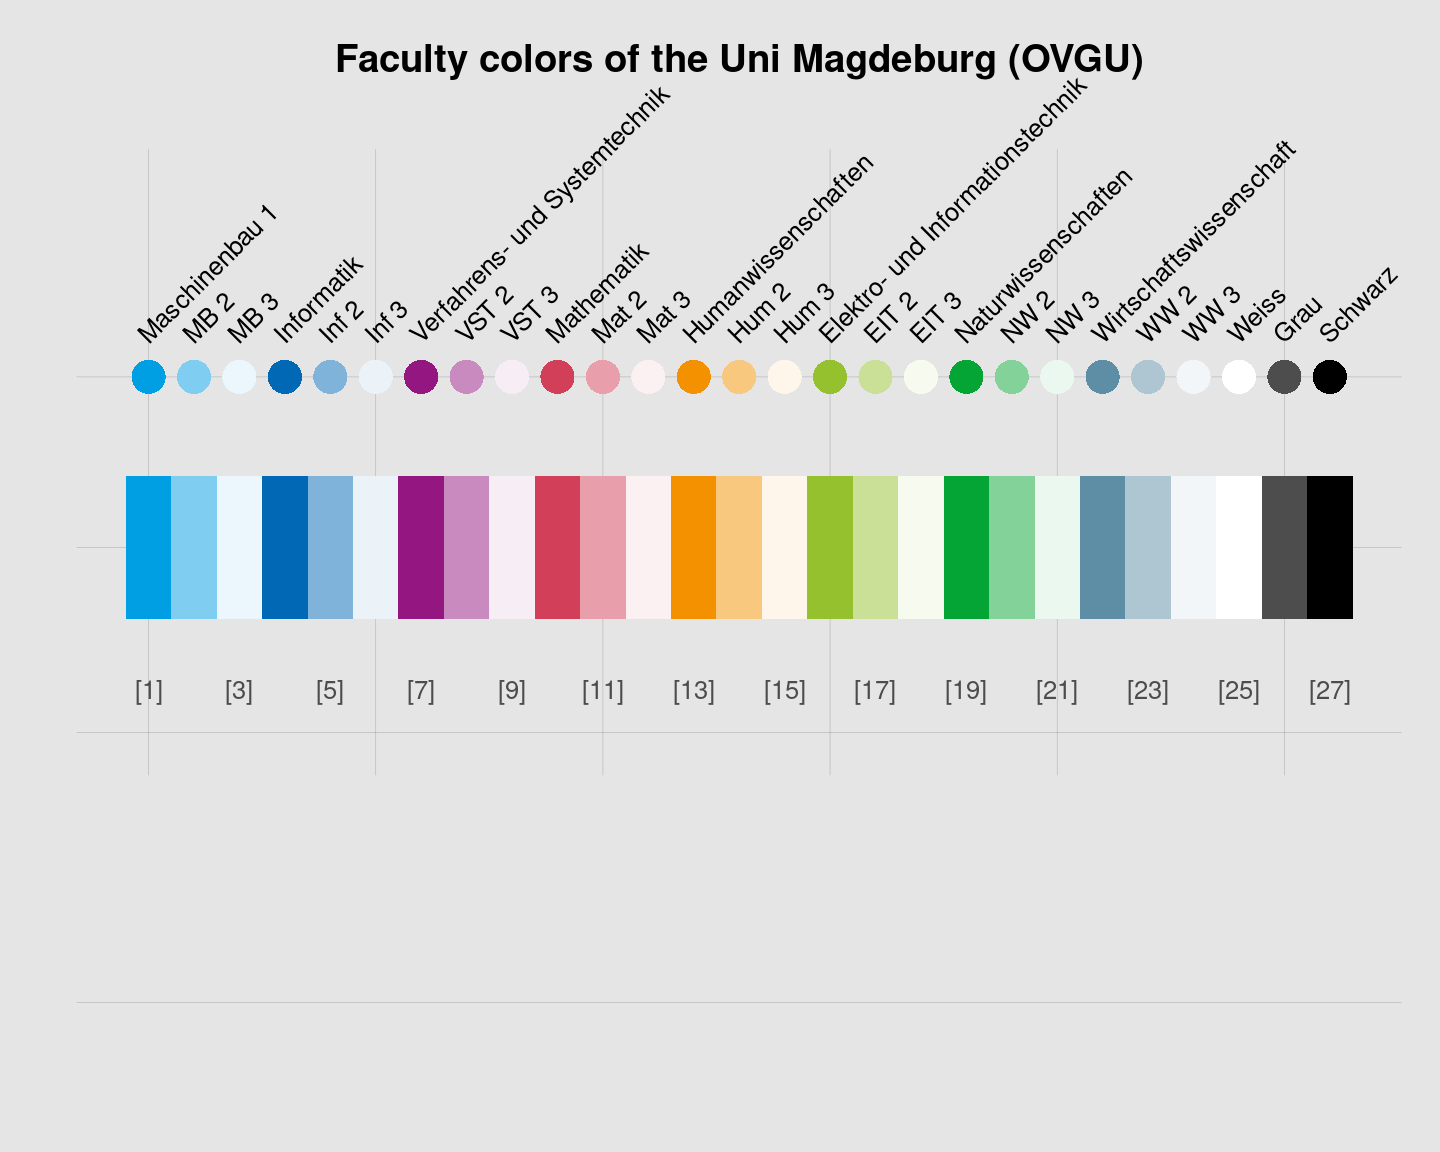 Faculty colors of the Uni Magdeburg (OVGU)
Maschinenbau 1
MB 2
MB 3
Informatik
Inf 2
Inf 3
Verfahrens- und Systemtechnik
VST 2
VST 3
Mathematik
Mat 2
Mat 3
Humanwissenschaften
Hum 2
Hum 3
Elektro- und Informationstechnik
EIT 2
EIT 3
Naturwissenschaften
NW 2
NW 3
Wirtschaftswissenschaft
WW 2
WW 3
Weiss
Grau
Schwarz
[1] [3] [5] [7] [9] [11] [13] [15] [17] [19] [21] [23] [25] [27]